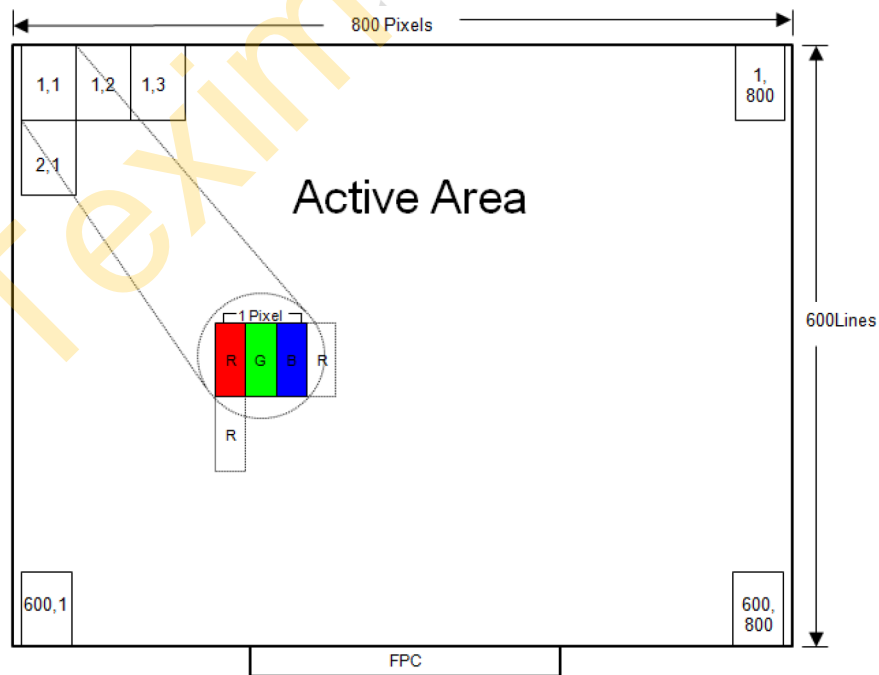 800 Pixels
1,1
1,2
1,3
1,
800
2,1
Active Area
1 Pixel
R
G
B
R
R
600Lines
600,1
600,
800
FPC
Texim